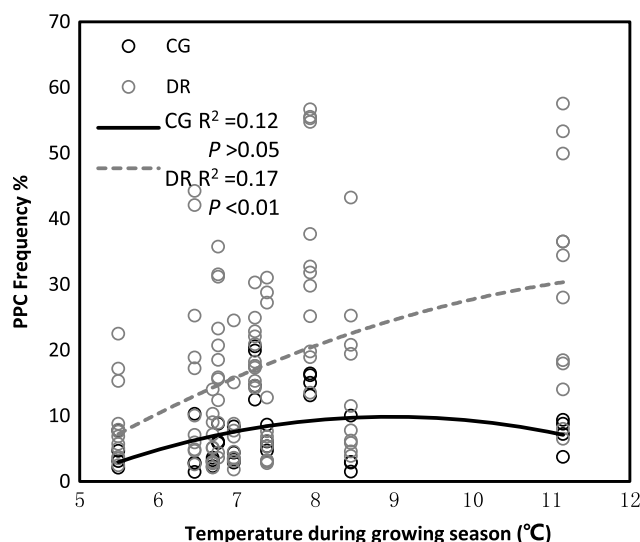 70
60
50
40
30
20
10
0
PPC Frequency %
CG
DR
CG R² =0.12
P >0.05
DR R² =0.17
P <0.01
5 6 7 8 9 10 11 12
Temperature during growing season (℃)